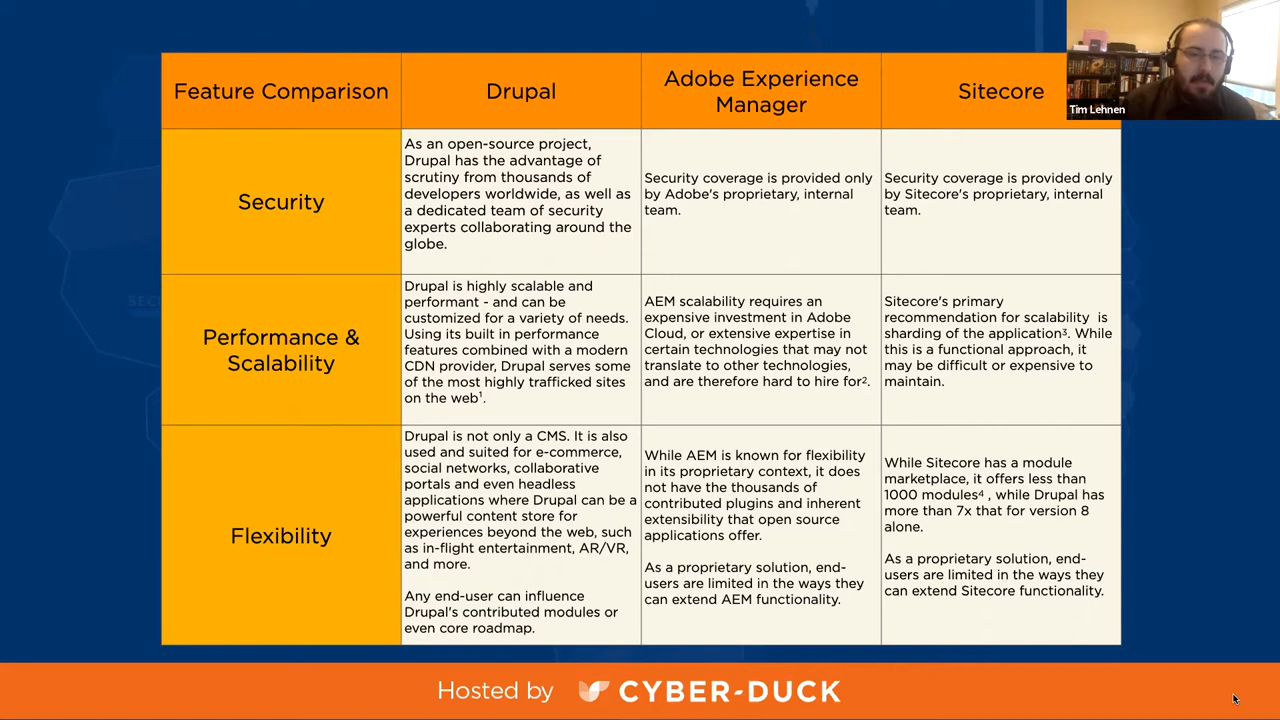 Feature Comparison
Drupal
Adobe Experience
Manager
Sitecore
Tim Lehnen
Security
As an open-source project,
Drupal has the advantage of
scrutiny from thousands of
developers worldwide, as well as
a dedicated team of security
experts collaborating around the
globe.
Security coverage is provided only
by Adobe's proprietary, internal
team.
Security coverage is provided only
by Sitecore's proprietary, internal
team.
Performance &
Scalability
Drupal is highly scalable and
performant - and can be
customized for a variety of needs.
Using its built in performance
features combined with a modern
CDN provider, Drupal serves some
of the most highly trafficked sites
on the web¹.
AEM scalability requires an
expensive investment in Adobe
Cloud, or extensive expertise in
certain technologies that may not
translate to other technologies,
and are therefore hard to hire for².
Sitecore's primary
recommendation for scalability is
sharding of the application³. While
this is a functional approach, it
may be difficult or expensive to
maintain.
Flexibility
Drupal is not only a CMS. It is also
used and suited for e-commerce,
social networks, collaborative
portals and even headless
applications where Drupal can be a
powerful content store for
experiences beyond the web, such
as in-flight entertainment, AR/VR,
and more.
Any end-user can influence
Drupal's contributed modules or
even core roadmap.
While AEM is known for flexibility
in its proprietary context, it does
not have the thousands of
contributed plugins and inherent
extensibility that open source
applications offer.
As a proprietary solution, end-
users are limited in the ways they
can extend AEM functionality.
While Sitecore has a module
marketplace, it offers less than
1000 modules⁴ , while Drupal has
more than 7x that for version 8
alone.
As a proprietary solution, end-
users are limited in the ways they
can extend Sitecore functionality.
Hosted by CYBER-DUCK